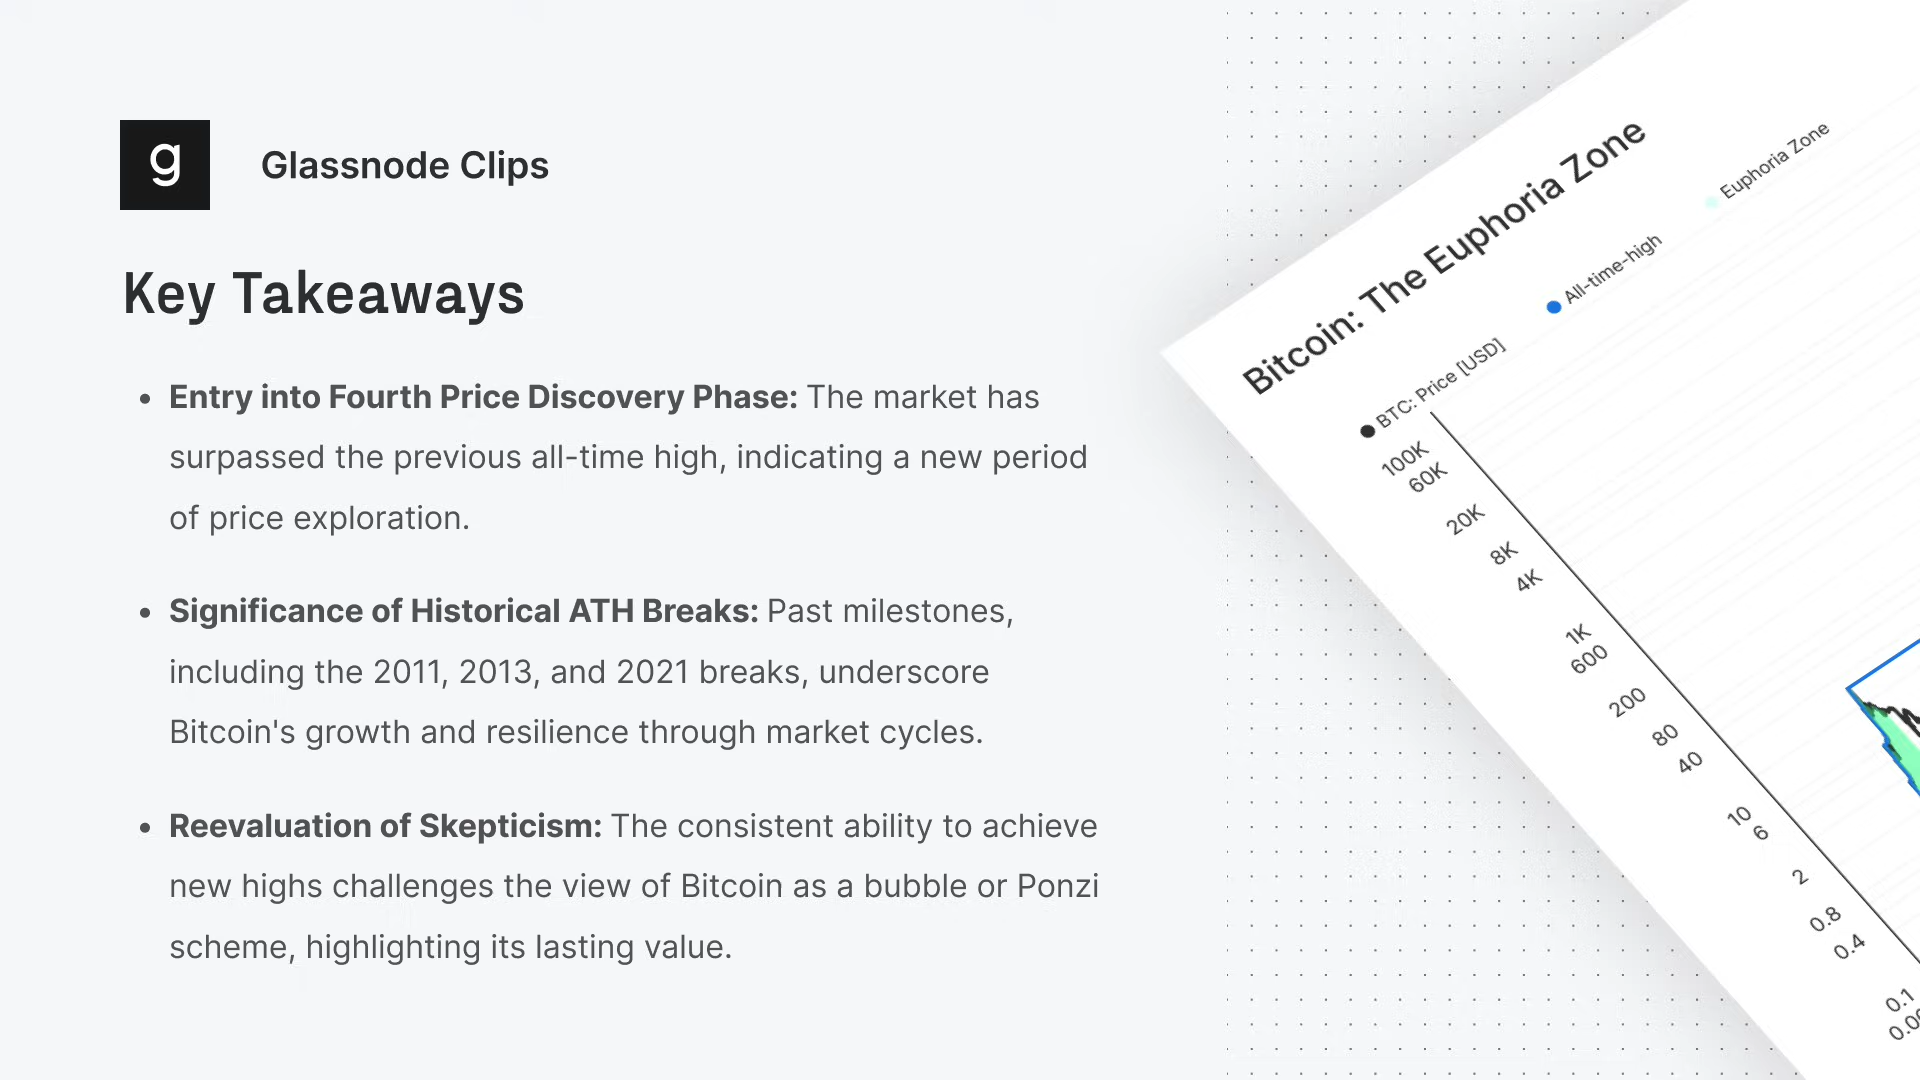 g
Glassnode Clips
Key Takeaways
• Entry into Fourth Price Discovery Phase: The market has
surpassed the previous all-time high, indicating a new period
of price exploration.
• Significance of Historical ATH Breaks: Past milestones,
including the 2011, 2013, and 2021 breaks, underscore
Bitcoin's growth and resilience through market cycles.
• Reevaluation of Skepticism: The consistent ability to achieve
new highs challenges the view of Bitcoin as a bubble or Ponzi
scheme, highlighting its lasting value.
Bitcoin: The Euphoria Zone
BTC: Price [USD]
All-time-high
Euphoria Zone
100K
60K
20K
8K
4K
1K
600
200
80
40
10
6
2
0.8
0.4
0.1